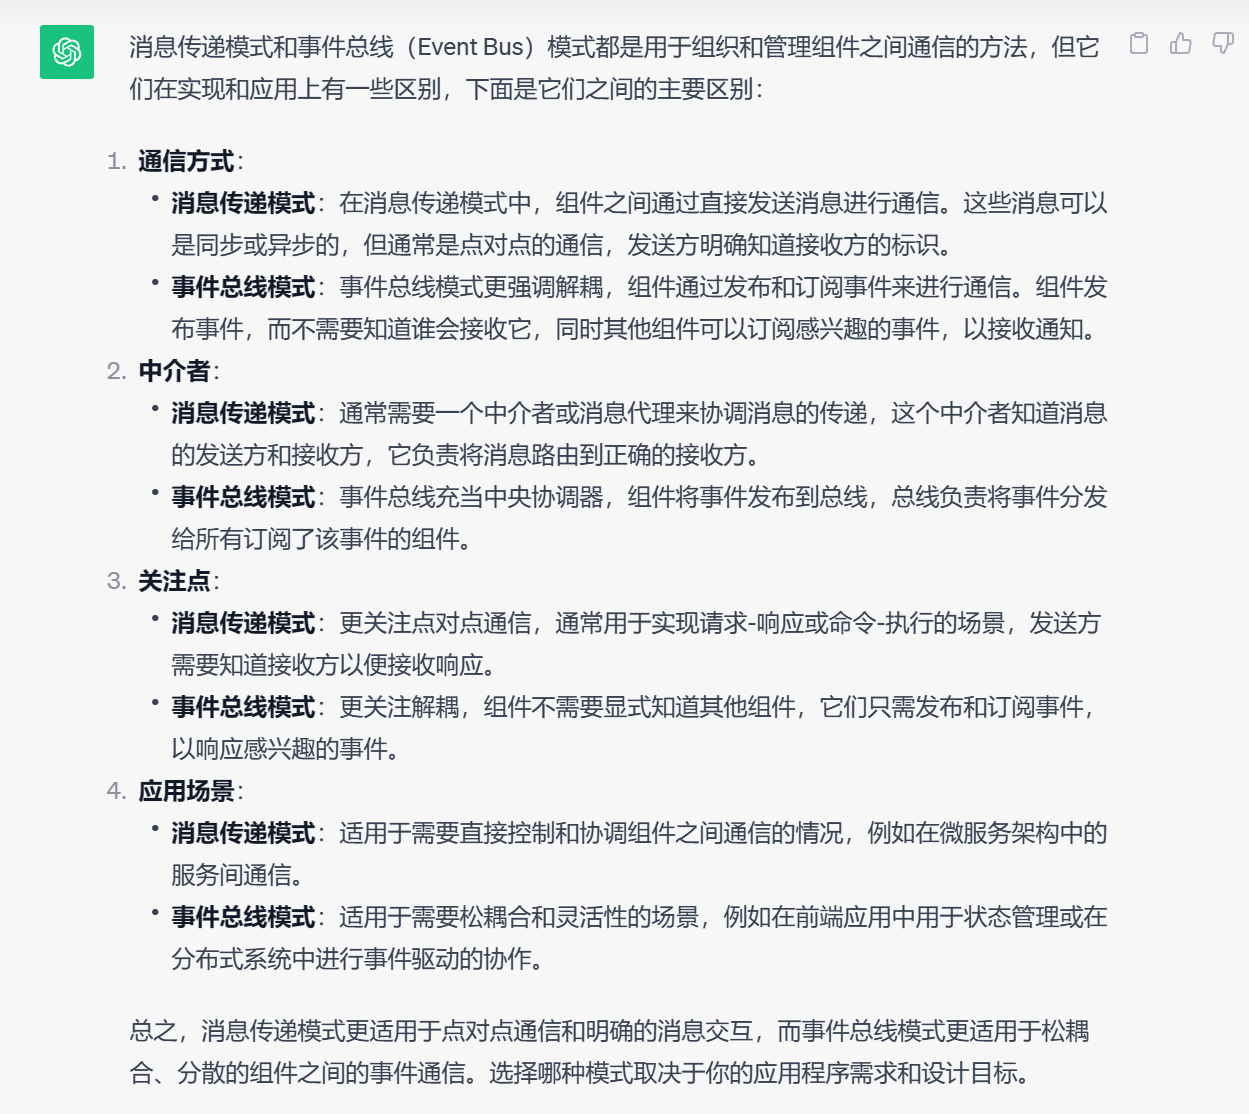 消息传递模式和事件总线（Event Bus）模式都是用于组织和管理组件之间通信的方法，但它
们在实现和应用上有一些区别，下面是它们之间的主要区别：
1. 通信方式：
• 消息传递模式：在消息传递模式中，组件之间通过直接发送消息进行通信。这些消息可以
是同步或异步的，但通常是点对点的通信，发送方明确知道接收方的标识。
• 事件总线模式：事件总线模式更强调解耦，组件通过发布和订阅事件来进行通信。组件发
布事件，而不需要知道谁会接收它，同时其他组件可以订阅感兴趣的事件，以接收通知。
2. 中介者：
• 消息传递模式：通常需要一个中介者或消息代理来协调消息的传递，这个中介者知道消息
的发送方和接收方，它负责将消息路由到正确的接收方。
• 事件总线模式：事件总线充当中央协调器，组件将事件发布到总线，总线负责将事件分发
给所有订阅了该事件的组件。
3. 关注点：
• 消息传递模式：更关注点对点通信，通常用于实现请求-响应或命令-执行的场景，发送方
需要知道接收方以便接收响应。
• 事件总线模式：更关注解耦，组件不需要显式知道其他组件，它们只需发布和订阅事件，
以响应感兴趣的事件。
4. 应用场景：
• 消息传递模式：适用于需要直接控制和协调组件之间通信的情况，例如在微服务架构中的
服务间通信。
• 事件总线模式：适用于需要松耦合和灵活性的场景，例如在前端应用中用于状态管理或在
分布式系统中进行事件驱动的协作。
总之，消息传递模式更适用于点对点通信和明确的消息交互，而事件总线模式更适用于松耦
合、分散的组件之间的事件通信。选择哪种模式取决于你的应用程序需求和设计目标。